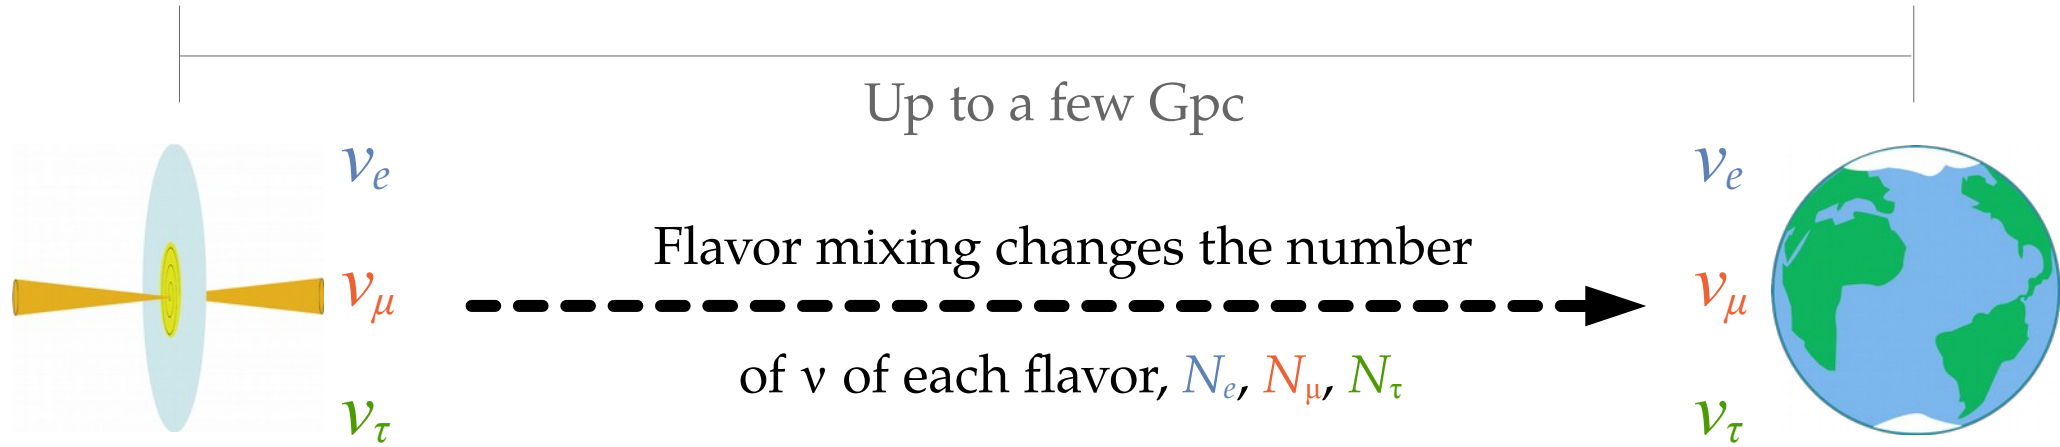 Up to a few Gpc
νe νe
Flavor mixing changes the number
νμ νμ
of ν of each flavor, Ne, Nμ, Nτ
ντ ντ